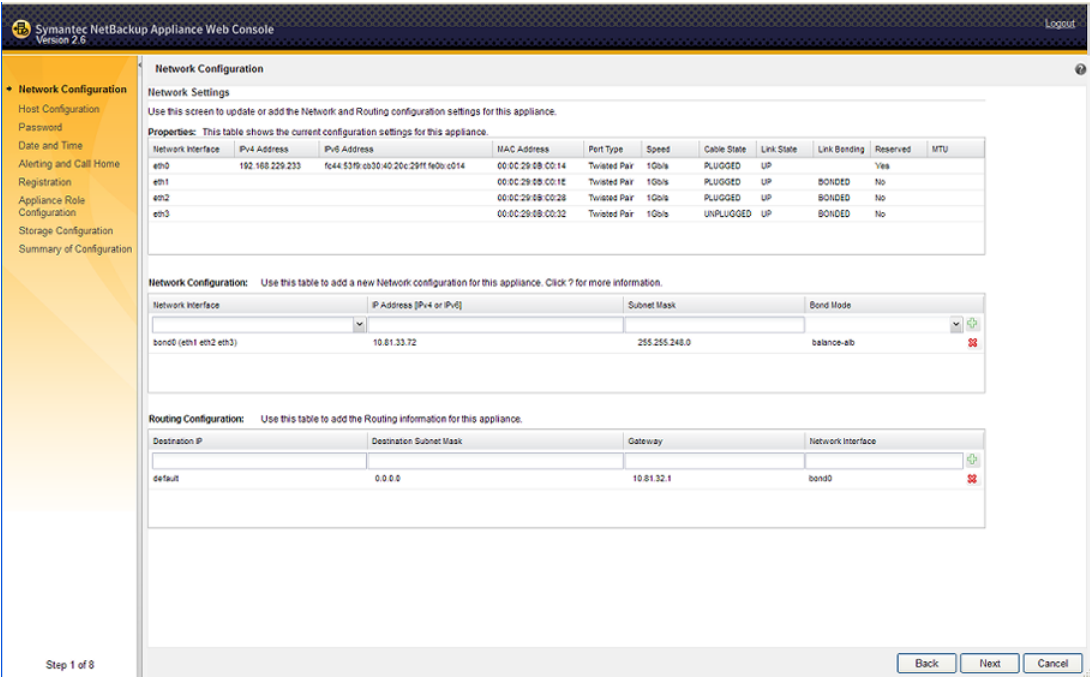 Symantec NetBackup Appliance Web Console
Version 2.6
Logout
Network Configuration
Host Configuration
Password
Date and Time
Alerting and Call Home
Registration
Appliance Role
Configuration
Storage Configuration
Summary of Configuration
Step 1 of 8
Network Configuration
Network Settings
Use this screen to update or add the Network and Routing configuration settings for this appliance.
Properties: This table shows the current configuration settings for this appliance.
Network Interface IPv4 Address IPv6 Address MAC Address Port Type Speed Cable State Link State Link Bonding Reserved MTU
eth0 192.168.229.233 fc44:53f9:cb30:40:20c:29ff:fe0b:c014 00:0C:29:0B:C0:14 Twisted Pair 1Gb/s PLUGGED UP Yes
eth1 00:0C:29:0B:C0:1E Twisted Pair 1Gb/s PLUGGED UP BONDED No
eth2 00:0C:29:0B:C0:28 Twisted Pair 1Gb/s PLUGGED UP BONDED No
eth3 00:0C:29:0B:C0:32 Twisted Pair 1Gb/s UNPLUGGED UP BONDED No
Network Configuration: Use this table to add a new Network configuration for this appliance. Click ? for more information.
Network Interface IP Address [IPv4 or IPv6] Subnet Mask Bond Mode
bond0 (eth1 eth2 eth3) 10.81.33.72 255.255.248.0 balance-alb
Routing Configuration: Use this table to add the Routing information for this appliance.
Destination IP Destination Subnet Mask Gateway Network Interface
default 0.0.0.0 10.81.32.1 bond0
Back Next Cancel